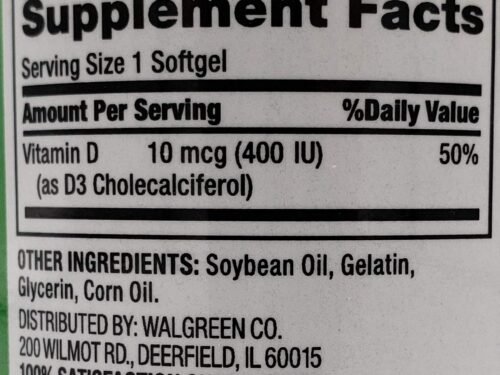 Supplement Facts
Serving Size 1 Softgel
Amount Per Serving %Daily Value
Vitamin D 10 mcg (400 IU) 50%
(as D3 Cholecalciferol)
OTHER INGREDIENTS: Soybean Oil, Gelatin,
Glycerin, Corn Oil.
DISTRIBUTED BY: WALGREEN CO.
200 WILMOT RD., DEERFIELD, IL 60015
100% SATISFACTION